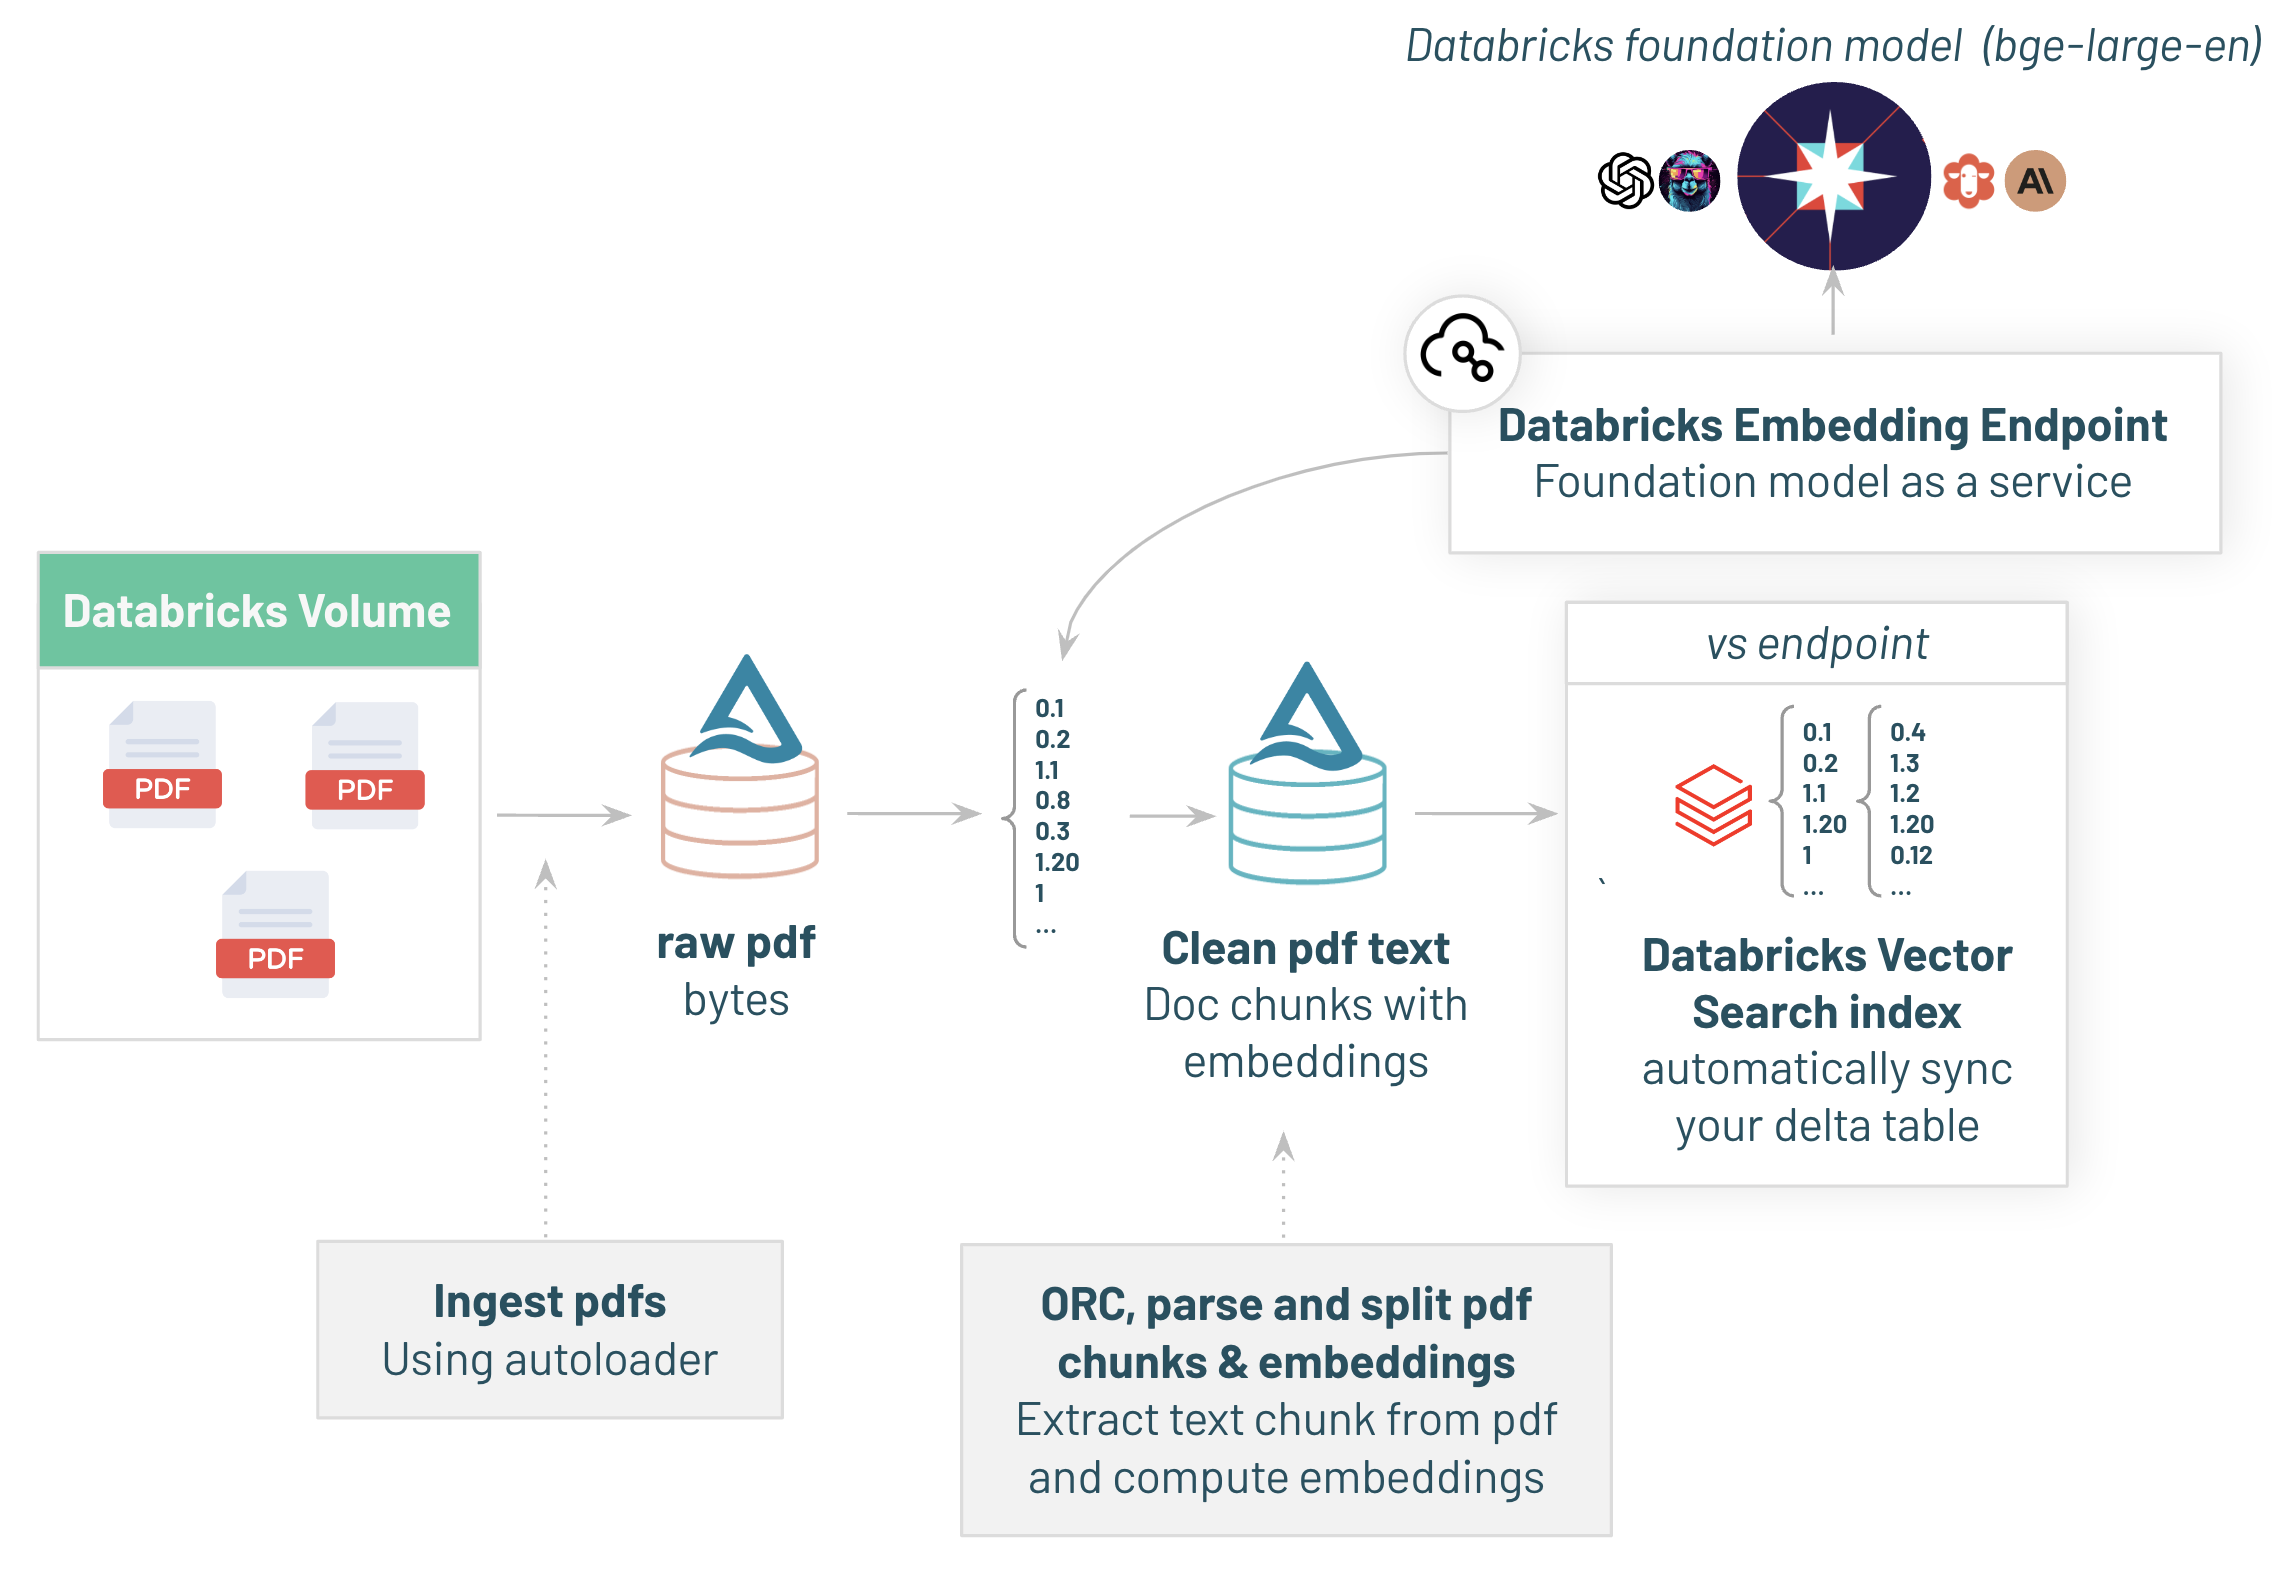 Databricks foundation model (bge-large-en)
A\
Databricks Embedding Endpoint
Foundation model as a service
Databricks Volume
PDF
PDF
PDF
raw pdf
bytes
0.1
0.2
1.1
0.8
0.3
1.20
1
...
Clean pdf text
Doc chunks with
embeddings
vs endpoint
0.1
0.2
1.1
1.20
1
...
0.4
1.3
1.2
1.20
0.12
...
`
Databricks Vector
Search index
automatically sync
your delta table
Ingest pdfs
Using autoloader
ORC, parse and split pdf
chunks & embeddings
Extract text chunk from pdf
and compute embeddings